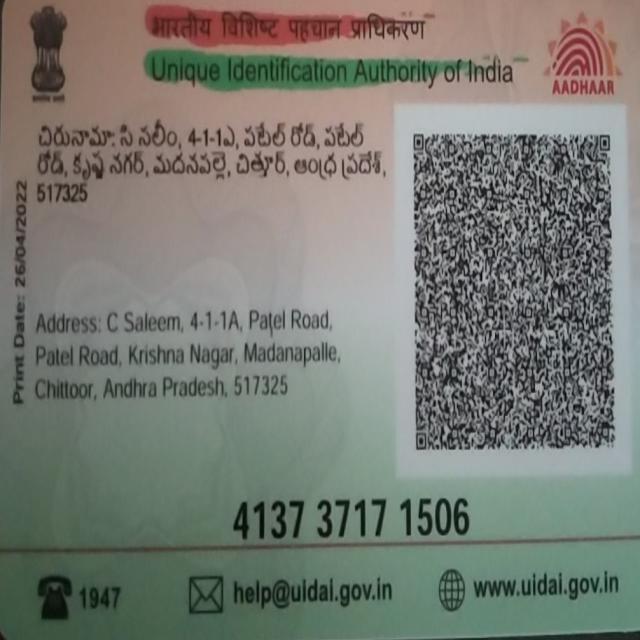 भारतीय विशिष्ट पहचान प्राधिकरण
Unique Identification Authority of India
AADHAAR
చిరునామా: సి సలీం, 4-1-1ఎ, పటేల్ రోడ్, పటేల్
రోడ్, కృష్ణ నగర్, మదనపల్లె, చిత్తూర్, ఆంధ్ర ప్రదేశ్,
517325
Print Date: 26/04/2022
Address: C Saleem, 4-1-1A, Patel Road,
Patel Road, Krishna Nagar, Madanapalle,
Chittoor, Andhra Pradesh, 517325
4137 3717 1506
1947
help@uidai.gov.in
www.uidai.gov.in